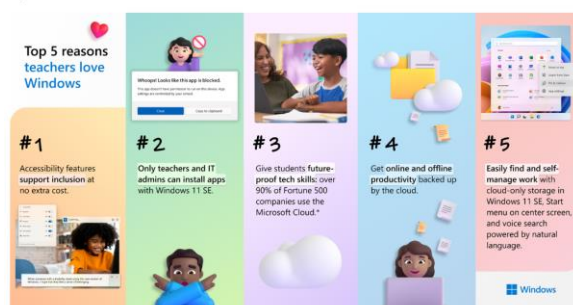 Top 5 reasons
teachers love
Windows
#1
Accessibility features
support inclusion at
no extra cost.
Whoops! Looks like this app is blocked.
Close
Copy to clipboard
#2
Only teachers and IT
admins can install apps
with Windows 11 SE.
#3
Give students future-
proof tech skills: over
90% of Fortune 500
companies use the
Microsoft Cloud.*
#4
Get online and offline
productivity backed up
by the cloud.
#5
Easily find and self-
manage work with
cloud-only storage in
Windows 11 SE, Start
menu on center screen,
and voice search
powered by natural
language.
Windows